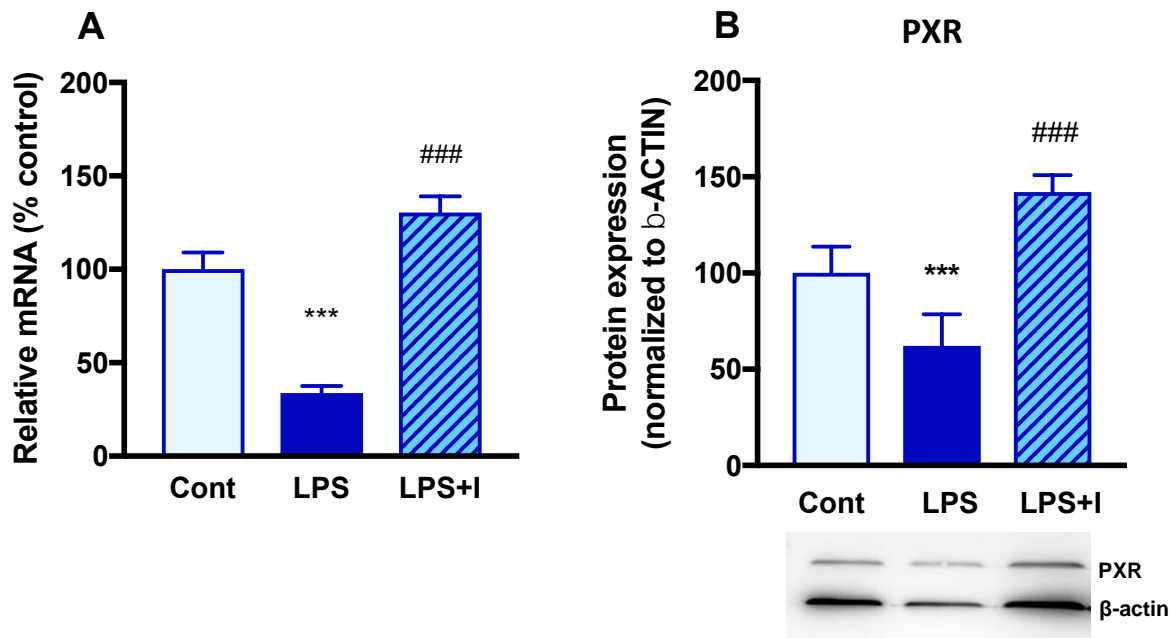 A
Relative mRNA (% control)
200
150
100
50
0
***
###
Cont LPS LPS+I
B
PXR
Protein expression
(normalized to b-ACTIN)
200
150
100
50
0
***
###
Cont LPS LPS+I
PXR
β-actin